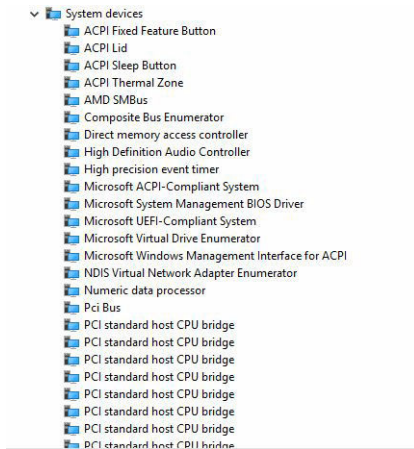 System devices
ACPI Fixed Feature Button
ACPI Lid
ACPI Sleep Button
ACPI Thermal Zone
AMD SMBus
Composite Bus Enumerator
Direct memory access controller
High Definition Audio Controller
High precision event timer
Microsoft ACPI-Compliant System
Microsoft System Management BIOS Driver
Microsoft UEFI-Compliant System
Microsoft Virtual Drive Enumerator
Microsoft Windows Management Interface for ACPI
NDIS Virtual Network Adapter Enumerator
Numeric data processor
Pci Bus
PCI standard host CPU bridge
PCI standard host CPU bridge
PCI standard host CPU bridge
PCI standard host CPU bridge
PCI standard host CPU bridge
PCI standard host CPU bridge
PCI standard host CPU bridge
PCI standard host CPU bridge